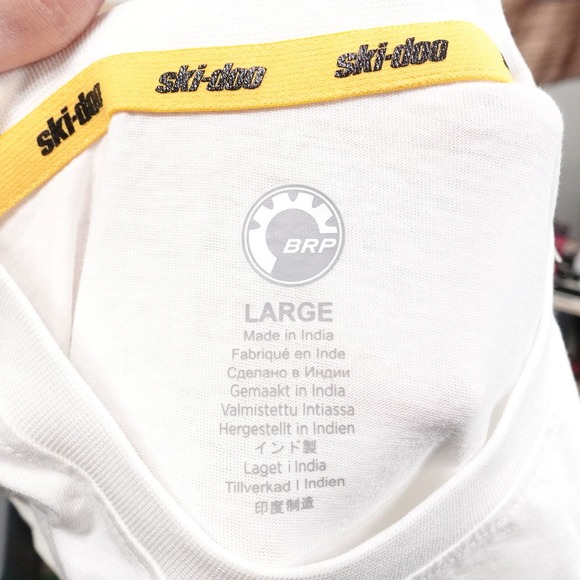 ski-doo ski-doo ski-doo
BRP
LARGE
Made in India
Fabriqué en Inde
Сделано в Индии
Gemaakt in India
Valmistettu Intiassa
Hergestellt in Indien
インド製
Laget i India
Tillverkad I Indien
印度制造